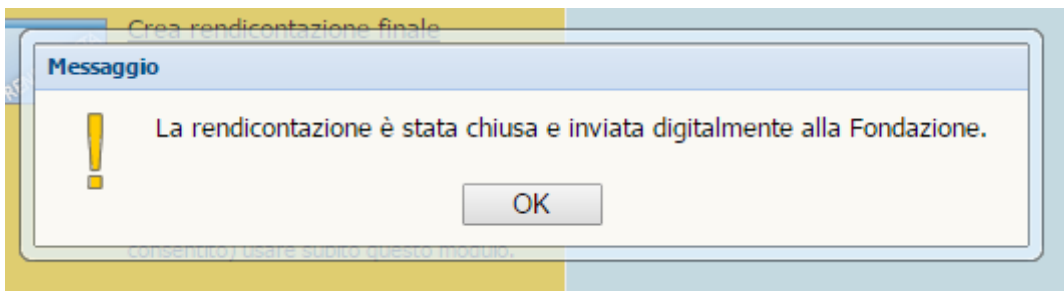 Crea rendicontazione finale
Messaggio
La rendicontazione è stata chiusa e inviata digitalmente alla Fondazione.
OK
consentito) usare subito questo modulo.